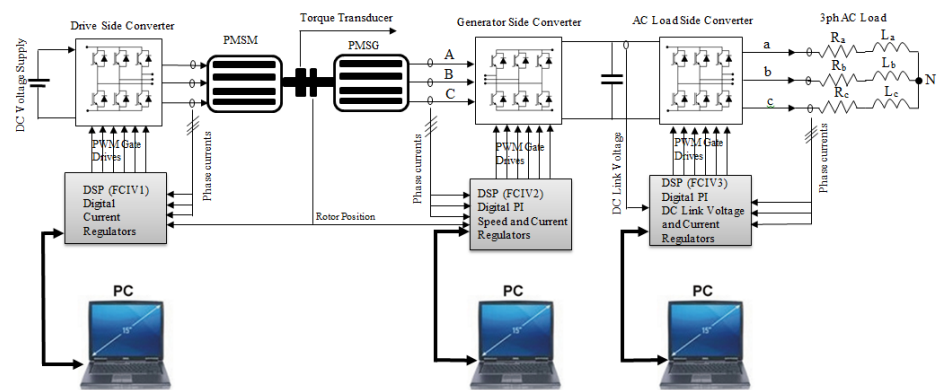 Drive Side Converter
Torque Transducer
Generator Side Converter
AC Load Side Converter
3ph AC Load
DC Voltage Supply
PMSM
PMSG
A
B
C
a
b
c
Ra
La
Rb
Lb
Rc
Lc
N
PWM Gate
Drives
Phase currents
PWM Gate
Drives
Phase currents
DC Link Voltage
PWM Gate
Drives
Phase currents
DSP (FCIV1)
Digital
Current
Regulators
Rotor Position
DSP (FCIV2)
Digital PI
Speed and Current
Regulators
DSP (FCIV3)
Digital PI
DC Link Voltage
and Current
Regulators
PC
15"
PC
15"
PC
15"